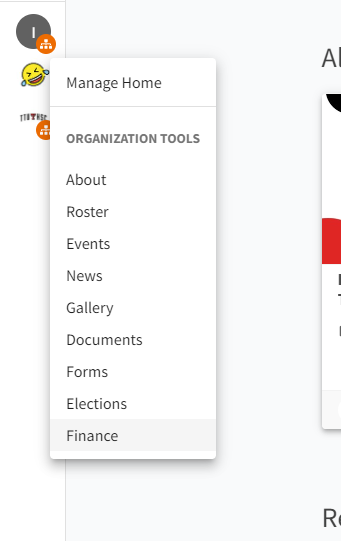 I
Manage Home
ORGANIZATION TOOLS
About
Roster
Events
News
Gallery
Documents
Forms
Elections
Finance